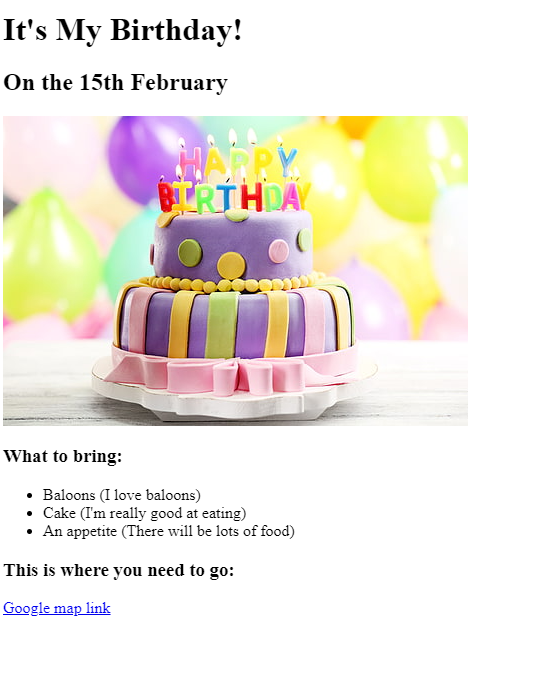 It's My Birthday!
On the 15th February
HAPPY
BIRTHDAY
What to bring:
Baloons (I love baloons)
Cake (I'm really good at eating)
An appetite (There will be lots of food)
This is where you need to go:
Google map link